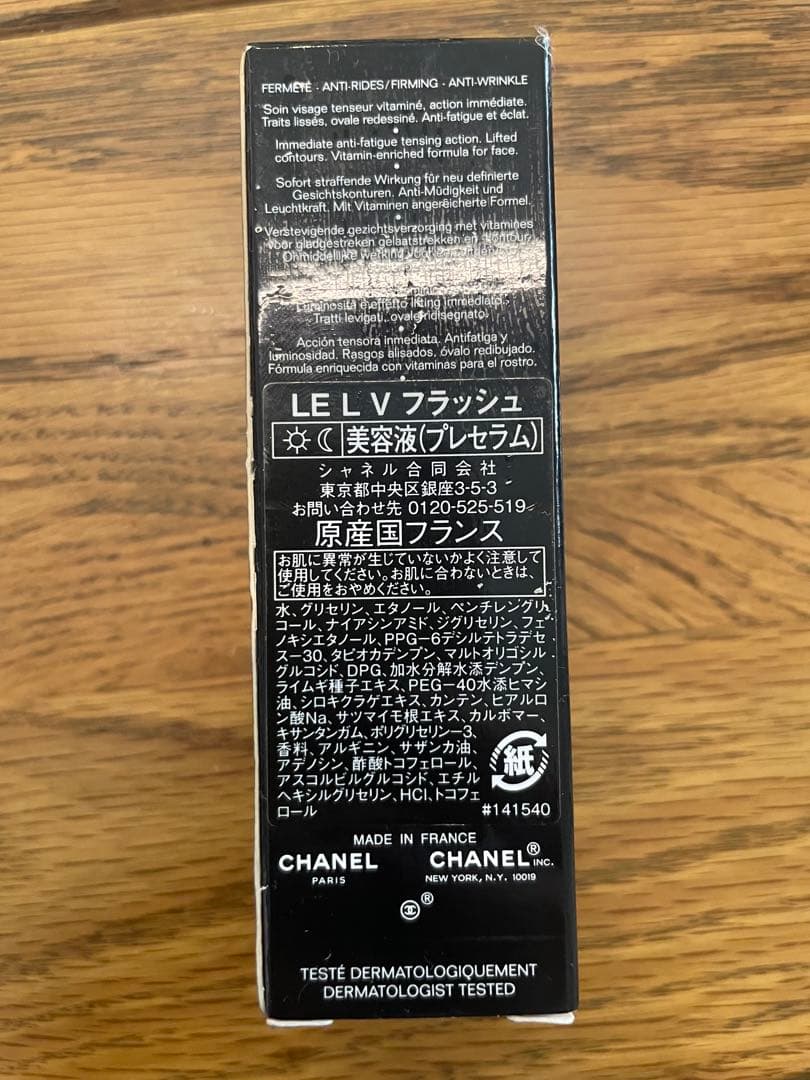 FERMETÉ - ANTI-RIDES/FIRMING - ANTI-WRINKLE
Soin visage tenseur vitaminé, action immédiate.
Traits lissés, ovale redessiné. Anti-fatigue et éclat.
Immediate anti-fatigue tensing action. Lifted
contours. Vitamin-enriched formula for face.
Sofort straffende Wirkung für neu definierte
Gesichtskonturen. Anti-Müdigkeit und
Leuchtkraft. Mit Vitaminen angereicherte Formel.
Verstevigende gezichtsverzorging met vitamines
voor gladgestreken gelaatstrekken en
Onmiddellijke werking voor
Luminosità e effetto lifting immediato.
Tratti levigati, ovale ridisegnato.
Acción tensora inmediata. Antifatiga y
luminosidad. Rasgos alisados, óvalo redibujado.
Fórmula enriquecida con vitaminas para el rostro.
LE L V フラッシュ
美容液(プレセラム)
シャネル合同会社
東京都中央区銀座3-5-3
お問い合わせ先 0120-525-519
原産国フランス
お肌に異常が生じていないかよく注意して
使用してください。お肌に合わないときは、
ご使用をおやめください。
水、グリセリン、エタノール、ペンチレングリ
コール、ナイアシンアミド、ジグリセリン、フェ
ノキシエタノール、PPG-6デシルテトラデセ
ス-30、タピオカデンプン、マルトオリゴシル
グルコシド、DPG、加水分解水添デンプン、
ライムギ種子エキス、PEG-40水添ヒマシ
油、シロキクラゲエキス、カンテン、ヒアルロ
ン酸Na、サツマイモ根エキス、カルボマー、
キサンタンガム、ポリグリセリン-3、
香料、アルギニン、サザンカ油、
アデノシン、酢酸トコフェロール、
アスコルビルグルコシド、エチル
ヘキシルグリセリン、HCl、トコフェ
ロール
紙
#141540
MADE IN FRANCE
CHANEL CHANEL® INC.
PARIS NEW YORK, N.Y. 10019
®
TESTÉ DERMATOLOGIQUEMENT
DERMATOLOGIST TESTED